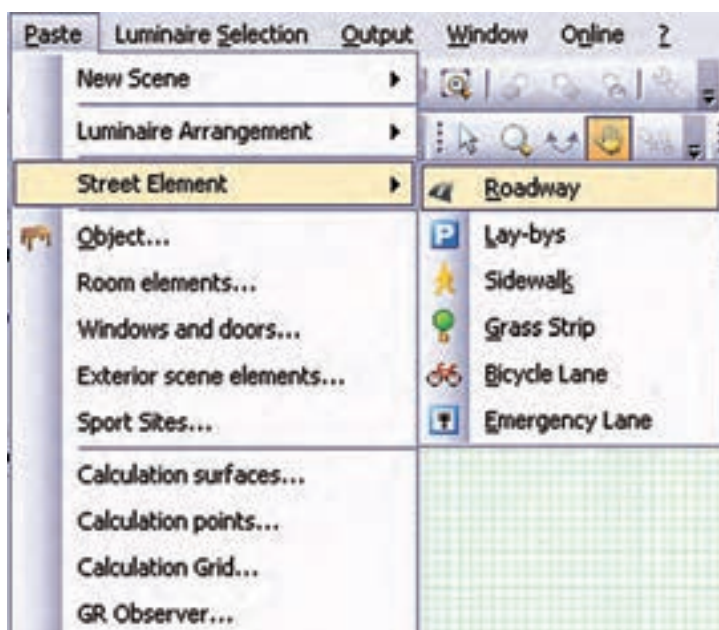 Paste Luminaire Selection Output Window Online ?
New Scene
Luminaire Arrangement
Street Element
Object...
Room elements...
Windows and doors...
Exterior scene elements...
Sport Sites...
Calculation surfaces...
Calculation points...
Calculation Grid...
GR Observer...
Roadway
P Lay-bys
Sidewalk
Grass Strip
Bicycle Lane
Emergency Lane